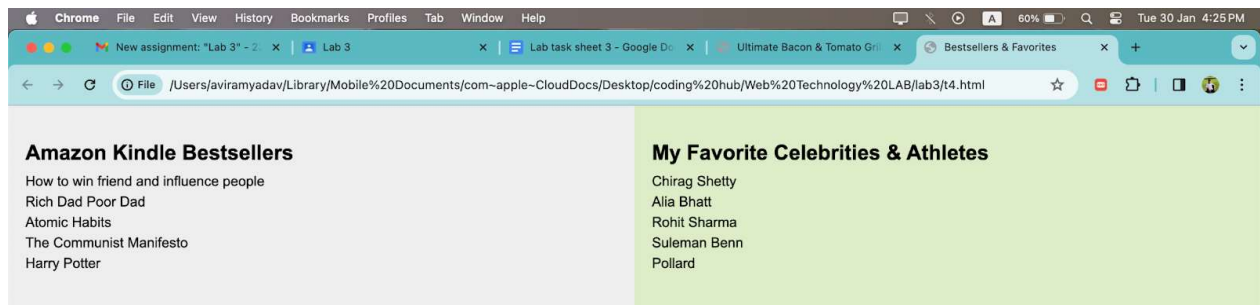 Chrome File Edit View History Bookmarks Profiles Tab Window Help A 60% Tue 30 Jan 4:25 PM
New assignment: "Lab 3" - 2 Lab 3 Lab task sheet 3 - Google Do Ultimate Bacon & Tomato Gri Bestsellers & Favorites
File /Users/aviramyadav/Library/Mobile%20Documents/com~apple~CloudDocs/Desktop/coding%20hub/Web%20Technology%20LAB/lab3/t4.html
Amazon Kindle Bestsellers
How to win friend and influence people
Rich Dad Poor Dad
Atomic Habits
The Communist Manifesto
Harry Potter
My Favorite Celebrities & Athletes
Chirag Shetty
Alia Bhatt
Rohit Sharma
Suleman Benn
Pollard